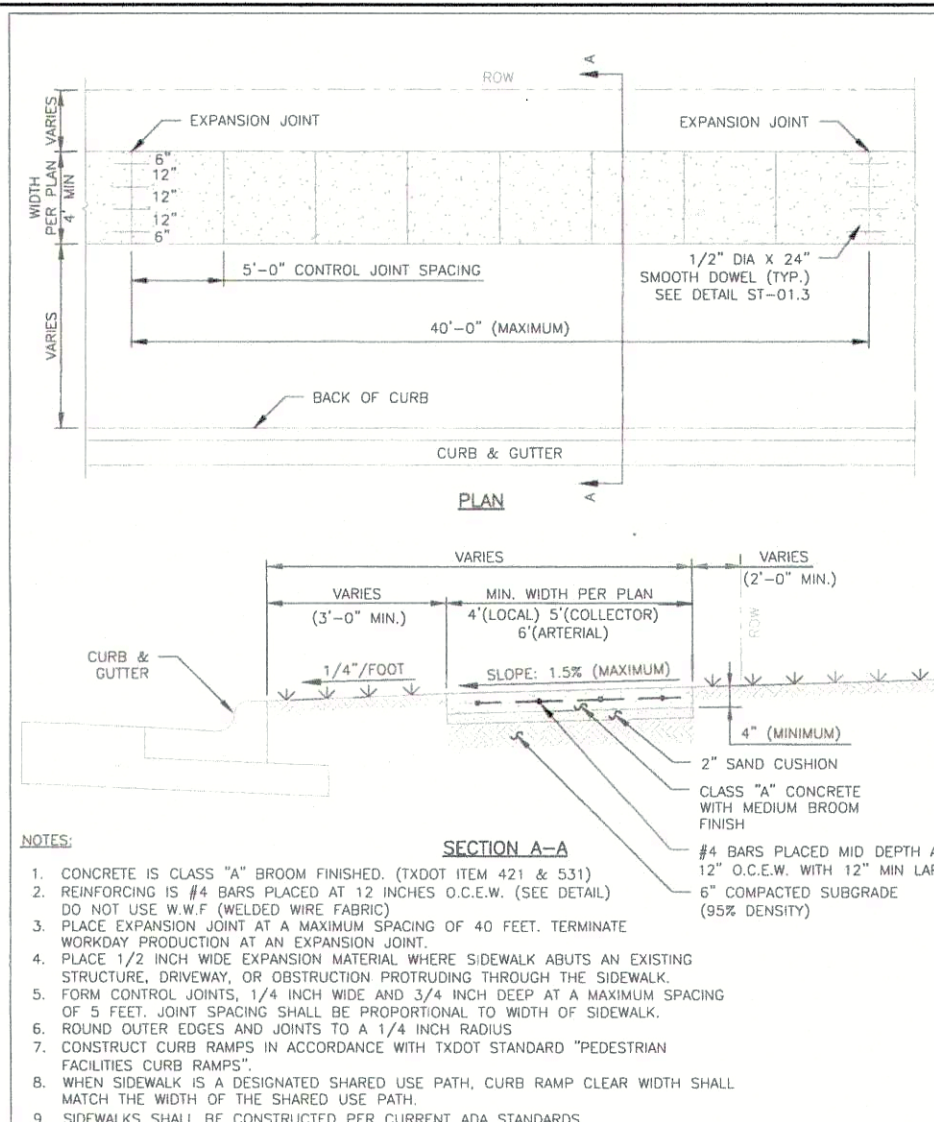 A
ROW
EXPANSION JOINT
EXPANSION JOINT
VARIES
WIDTH
PER PLAN
4' MIN
6"
12"
12"
12"
6"
5'-0" CONTROL JOINT SPACING
1/2" DIA X 24"
SMOOTH DOWEL (TYP.)
SEE DETAIL ST-01.3
VARIES
40'-0" (MAXIMUM)
BACK OF CURB
CURB & GUTTER
A
PLAN
VARIES
VARIES
(2'-0" MIN.)
VARIES
(3'-0" MIN.)
MIN. WIDTH PER PLAN
4'(LOCAL) 5'(COLLECTOR)
6'(ARTERIAL)
ROW
CURB &
GUTTER
1/4"/FOOT
SLOPE: 1.5% (MAXIMUM)
4" (MINIMUM)
2" SAND CUSHION
CLASS "A" CONCRETE
WITH MEDIUM BROOM
FINISH
#4 BARS PLACED MID DEPTH
12" O.C.E.W. WITH 12" MIN
6" COMPACTED SUBGRADE
(95% DENSITY)
SECTION A-A
NOTES:
1. CONCRETE IS CLASS "A" BROOM FINISHED. (TXDOT ITEM 421 & 531)
2. REINFORCING IS #4 BARS PLACED AT 12 INCHES O.C.E.W. (SEE DETAIL)
DO NOT USE W.W.F (WELDED WIRE FABRIC)
3. PLACE EXPANSION JOINT AT A MAXIMUM SPACING OF 40 FEET. TERMINATE
WORKDAY PRODUCTION AT AN EXPANSION JOINT.
4. PLACE 1/2 INCH WIDE EXPANSION MATERIAL WHERE SIDEWALK ABUTS AN EXISTING
STRUCTURE, DRIVEWAY, OR OBSTRUCTION PROTRUDING THROUGH THE SIDEWALK.
5. FORM CONTROL JOINTS, 1/4 INCH WIDE AND 3/4 INCH DEEP AT A MAXIMUM SPACING
OF 5 FEET. JOINT SPACING SHALL BE PROPORTIONAL TO WIDTH OF SIDEWALK.
6. ROUND OUTER EDGES AND JOINTS TO A 1/4 INCH RADIUS
7. CONSTRUCT CURB RAMPS IN ACCORDANCE WITH TXDOT STANDARD "PEDESTRIAN
FACILITIES CURB RAMPS".
8. WHEN SIDEWALK IS A DESIGNATED SHARED USE PATH, CURB RAMP CLEAR WIDTH SHALL
MATCH THE WIDTH OF THE SHARED USE PATH.
9. SIDEWALKS SHALL BE CONSTRUCTED PER CURRENT ADA STANDARDS